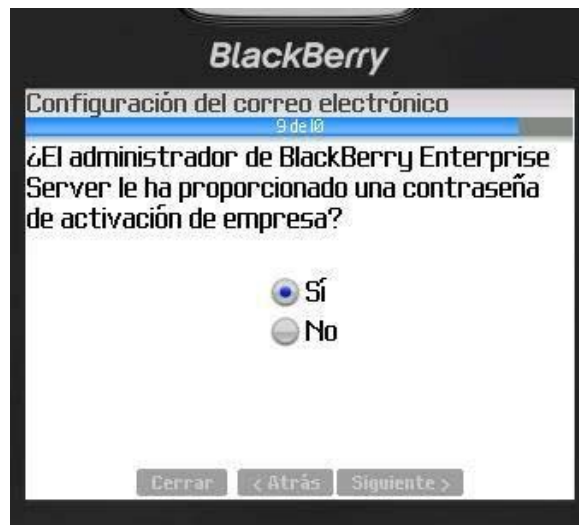 BlackBerry
Configuración del correo electrónico
9 de 10
¿El administrador de BlackBerry Enterprise
Server le ha proporcionado una contraseña
de activación de empresa?
Sí
No
Cerrar < Atrás Siguiente >